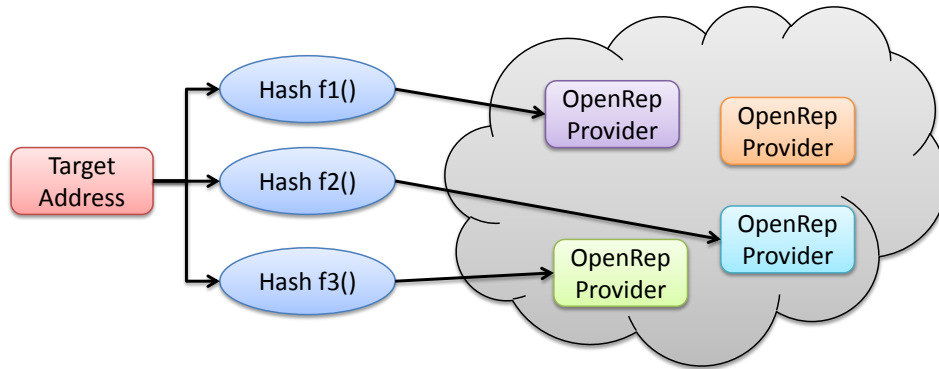 Target
Address
Hash f1()
Hash f2()
Hash f3()
OpenRep
Provider
OpenRep
Provider
OpenRep
Provider
OpenRep
Provider